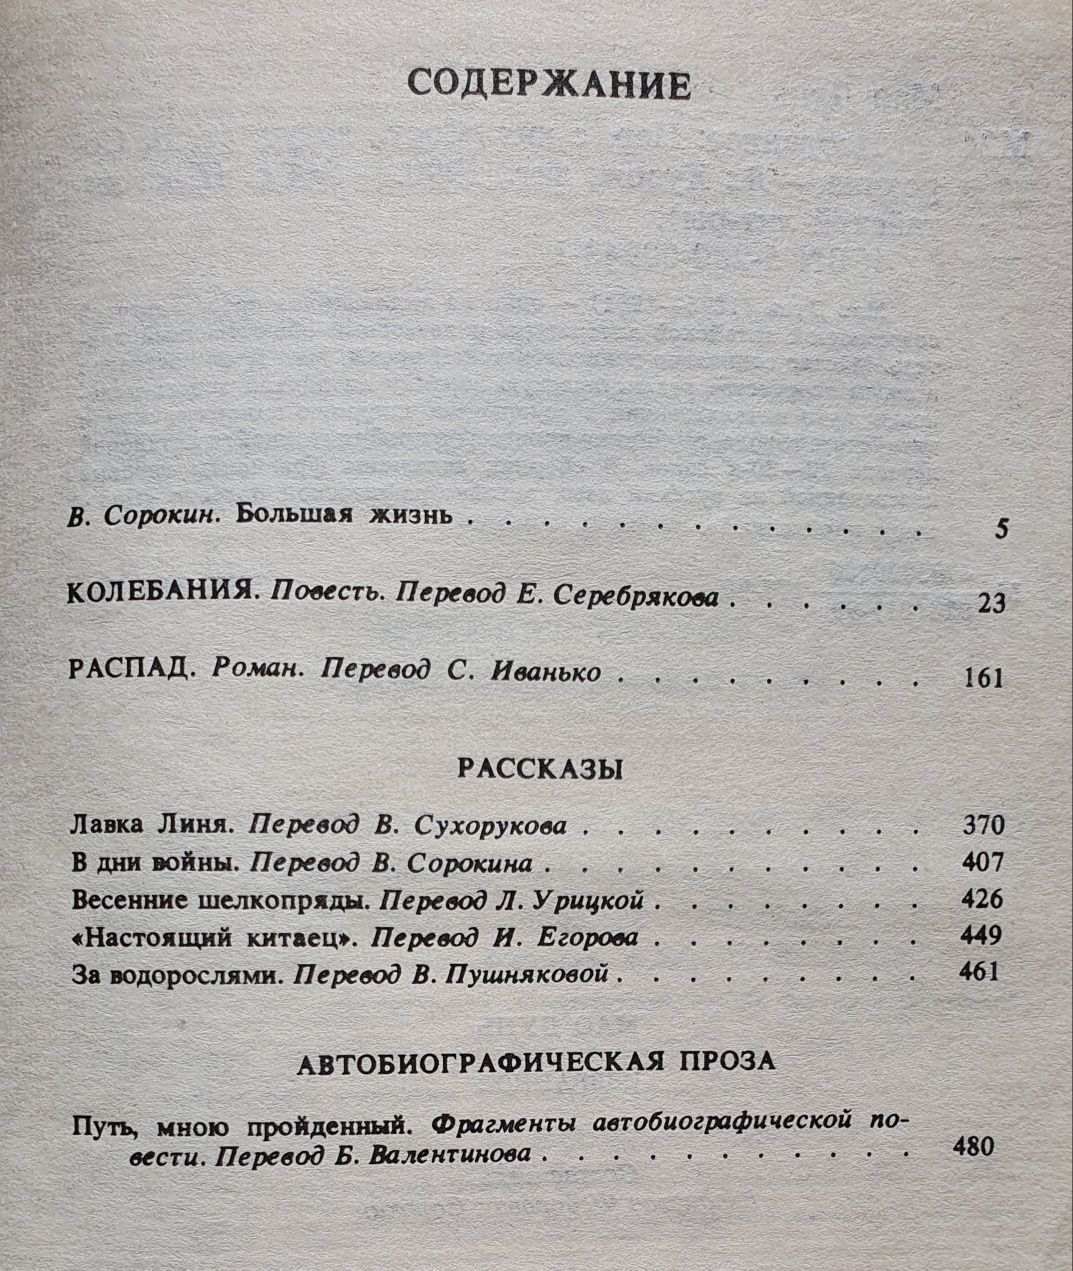 СОДЕРЖАНИЕ
В. Сорокин. Большая жизнь . . . . . . . . . . . . . 5
КОЛЕБАНИЯ. Повесть. Перевод Е. Серебрякова . . . . . . 23
РАСПАД. Роман. Перевод С. Иванько . . . . . . . . . 161
РАССКАЗЫ
Лавка Линя. Перевод В. Сухорукова . . . . . . . . . . 370
В дни войны. Перевод В. Сорокина . . . . . . . . . . . 407
Весенние шелкопряды. Перевод Л. Урицкой . . . . . . . . 426
«Настоящий китаец». Перевод И. Егорова . . . . . . . . 449
За водорослями. Перевод В. Пушняковой . . . . . . . . . 461
АВТОБИОГРАФИЧЕСКАЯ ПРОЗА
Путь, мною пройденный. Фрагменты автобиографической по-
вести. Перевод Б. Валентинова . . . . . . . . . . . 480